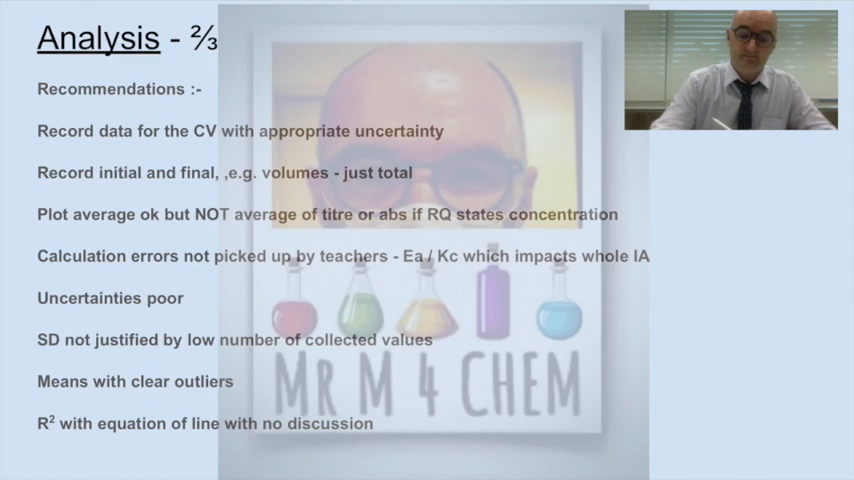 Analysis - ⅔
Recommendations :-
Record data for the CV with appropriate uncertainty
Record initial and final, ,e.g. volumes - just total
Plot average ok but NOT average of titre or abs if RQ states concentration
Calculation errors not picked up by teachers - Ea / Kc which impacts whole IA
Uncertainties poor
SD not justified by low number of collected values
Means with clear outliers
R² with equation of line with no discussion
MR M 4 CHEM